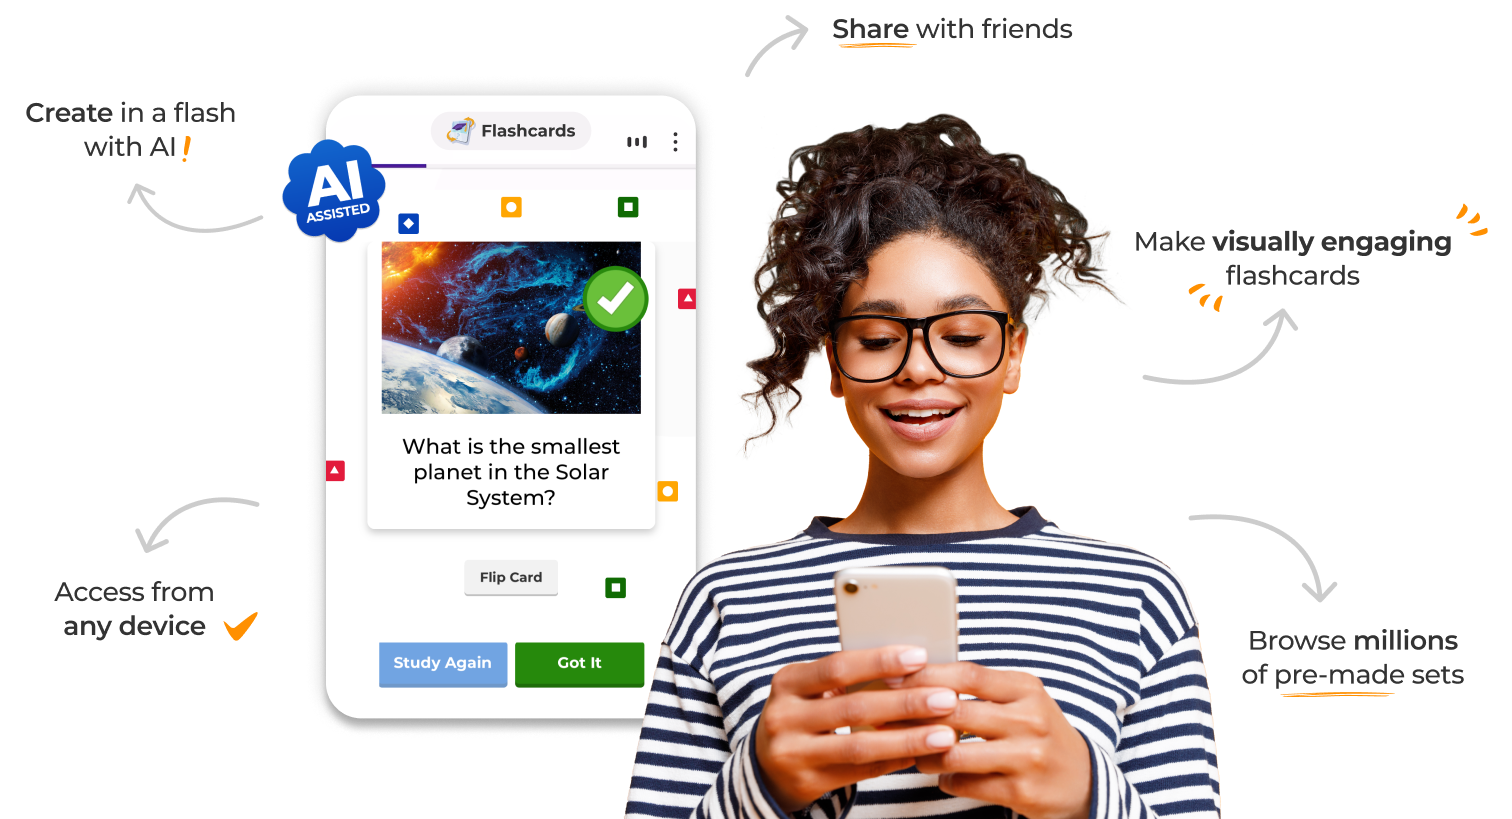 Share with friends
Create in a flash
with AI!
Flashcards
AI
ASSISTED
Make visually engaging
flashcards
What is the smallest
planet in the Solar
System?
Flip Card
Access from
any device
Study Again
Got It
Browse millions
of pre-made sets